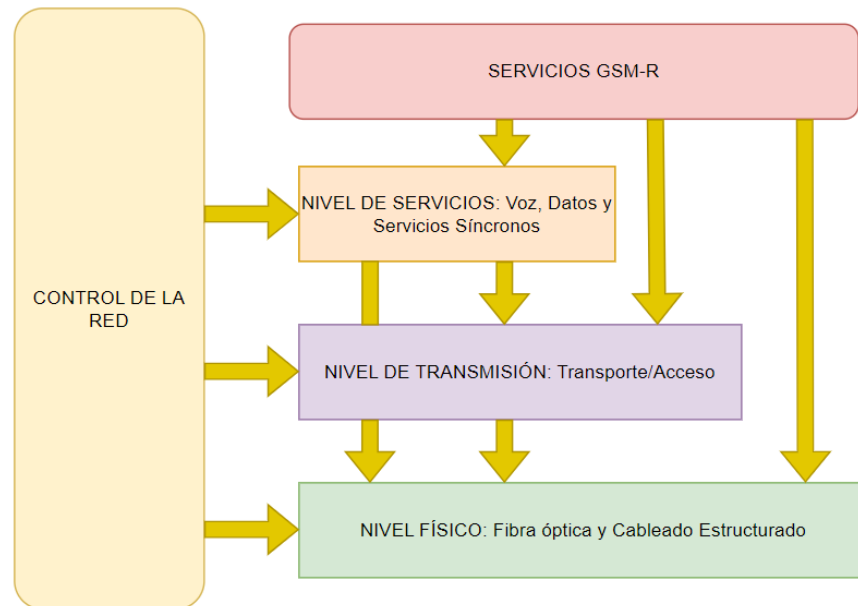 SERVICIOS GSM-R
NIVEL DE SERVICIOS: Voz, Datos y
Servicios Síncronos
CONTROL DE LA
RED
NIVEL DE TRANSMISIÓN: Transporte/Acceso
NIVEL FÍSICO: Fibra óptica y Cableado Estructurado